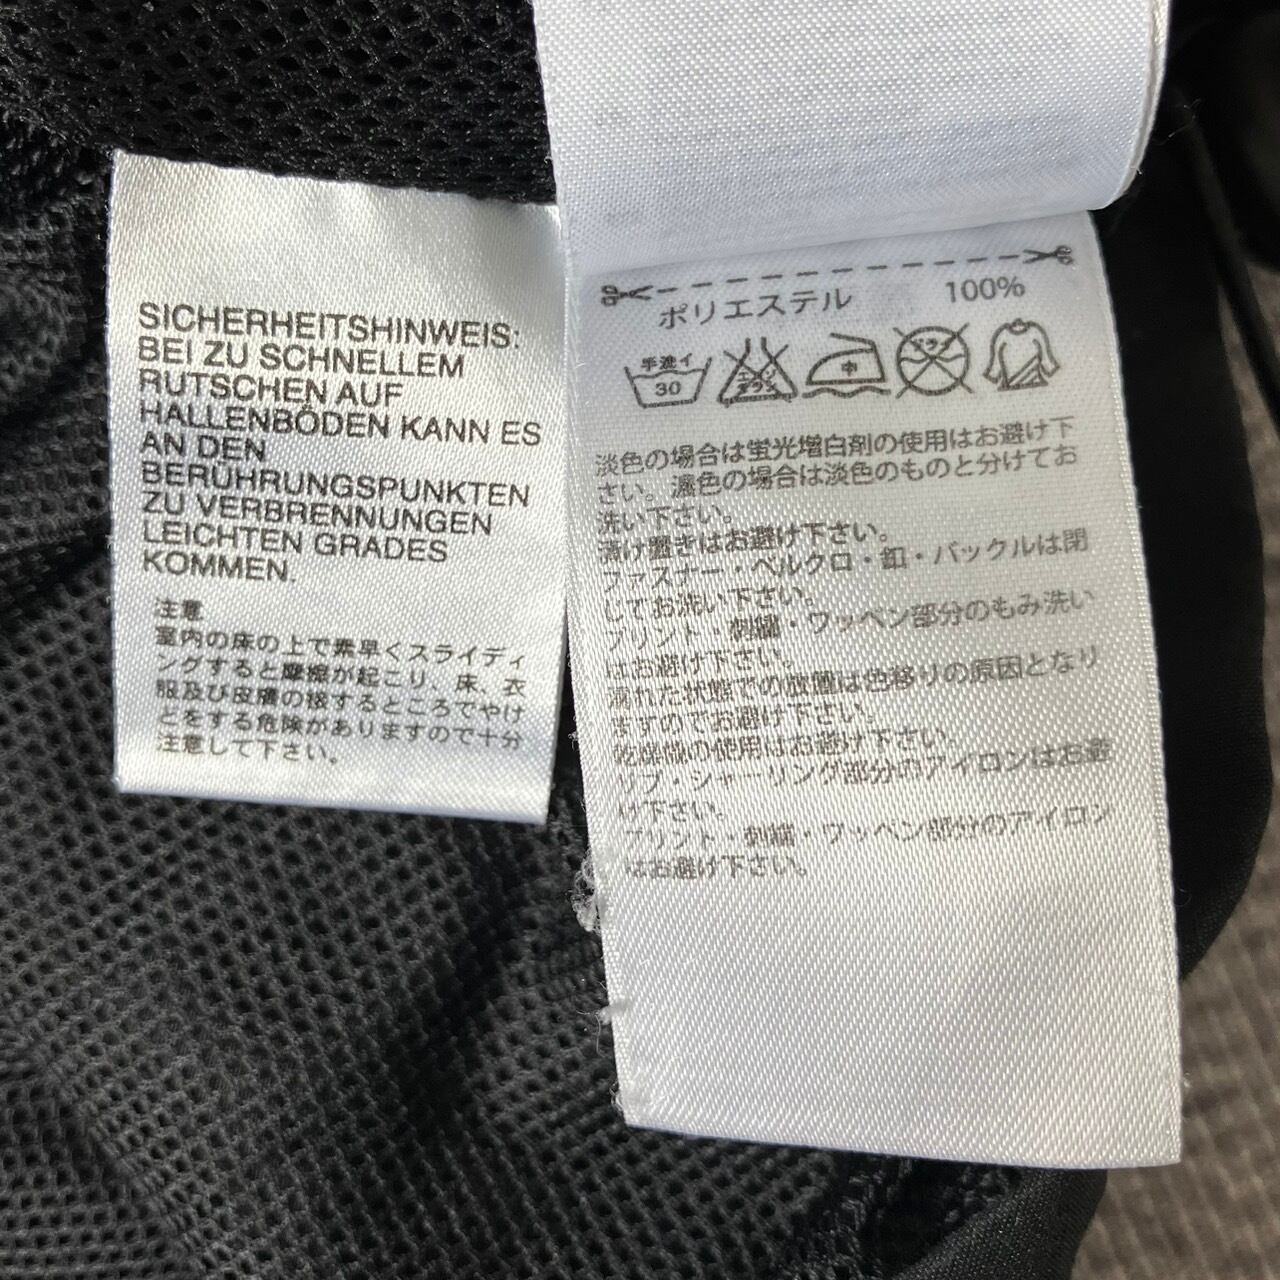 SICHERHEITSHINWEIS:
BEI ZU SCHNELLEM
RUTSCHEN AUF
HALLENBÖDEN KANN ES
AN DEN
BERÜHRUNGSPUNKTEN
ZU VERBRENNUNGEN
LEICHTEN GRADES
KOMMEN.
注意
室内の床の上で素早くスライディ
ングすると摩擦が起こり、床、衣
服及び皮膚の接するところでやけ
どをする危険がありますので十分
注意して下さい。
ポリエステル 100%
手洗イ
30
エンソ
サラシ
中
ドライ
淡色の場合は蛍光増白剤の使用はお避け下
さい。濃色の場合は淡色のものと分けてお
洗い下さい。
漬け置きはお避け下さい。
ファスナー・ベルクロ・釦・バックルは閉
じてお洗い下さい。
プリント・刺繍・ワッペン部分のもみ洗い
はお避け下さい。
濡れた状態での放置は色移りの原因となり
ますのでお避け下さい。
乾燥機の使用はお避け下さい。
リブ・シャーリング部分のアイロンはお避
け下さい。
プリント・刺繍・ワッペン部分のアイロン
はお避け下さい。